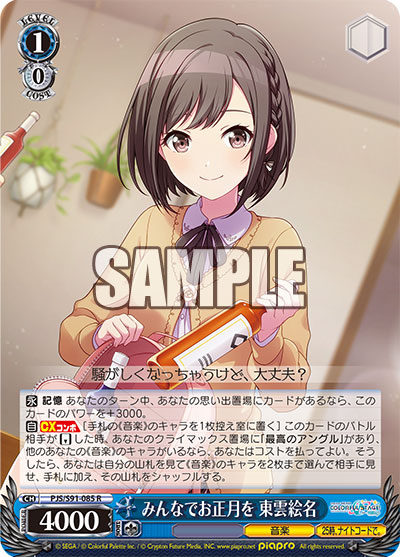 LEVEL
1
0
COST
SAMPLE
騒がしくなっちゃうけど、大丈夫?
永 記憶 あなたのターン中、あなたの思い出置場にカードがあるなら、この
カードのパワーを+3000。
自 CXコンボ [手札の《音楽》のキャラを1枚控え室に置く] このカードのバトル
相手が した時、あなたのクライマックス置場に「最高のアングル」があり、
他のあなたの《音楽》のキャラがいるなら、あなたはコストを払ってよい。そう
したら、あなたは自分の山札を見て《音楽》のキャラを2枚まで選んで相手に見
せ、手札に加え、その山札をシャッフルする。
CH PJS/S91-085 R
みんなでお正月を 東雲絵名
POWER
4000
音楽
25時、ナイトコードで。
COLORFUL STAGE!
© SEGA / © Colorful Palette Inc. / © Crypton Future Media, INC. www.piapro.net piapro